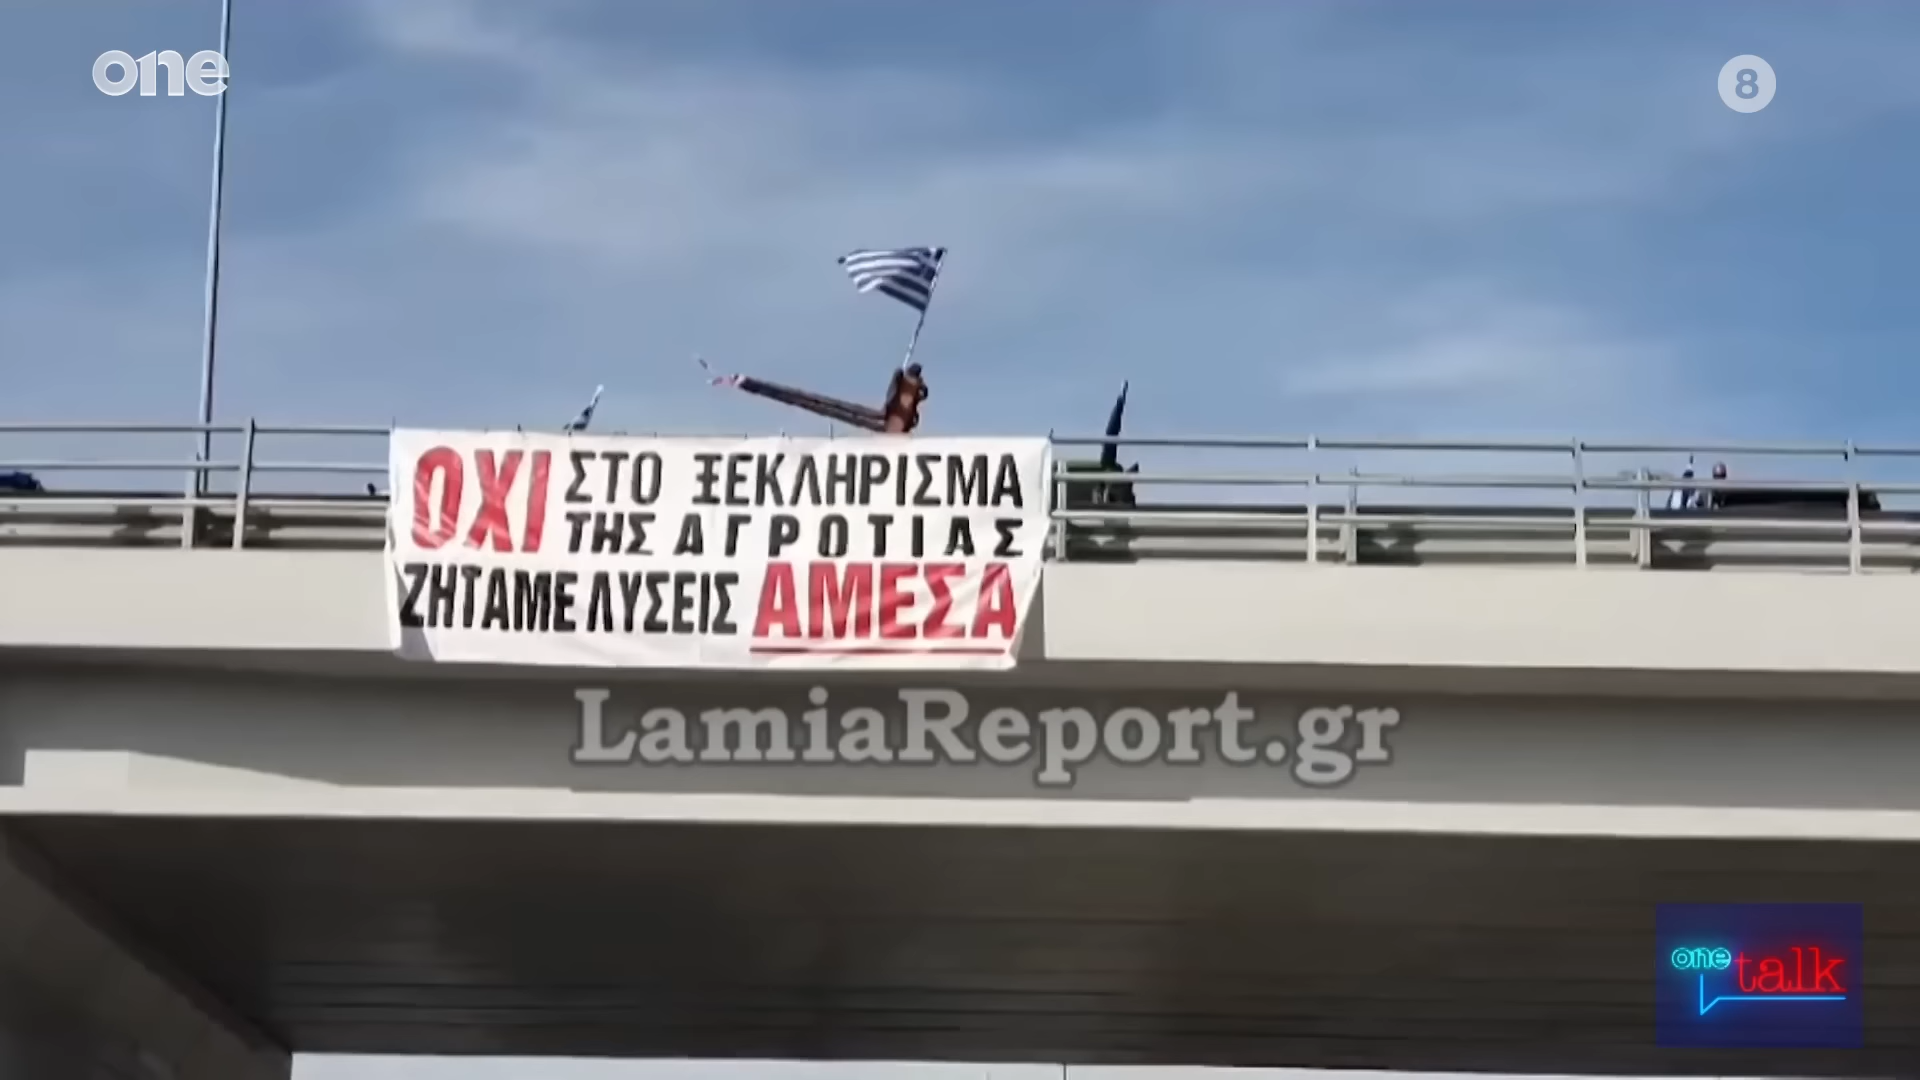 one
8
ΟΧΙ ΣΤΟ ΞΕΚΛΗΡΙΣΜΑ
ΤΗΣ ΑΓΡΟΤΙΑΣ
ΖΗΤΑΜΕ ΛΥΣΕΙΣ ΑΜΕΣΑ
LamiaReport.gr
one talk